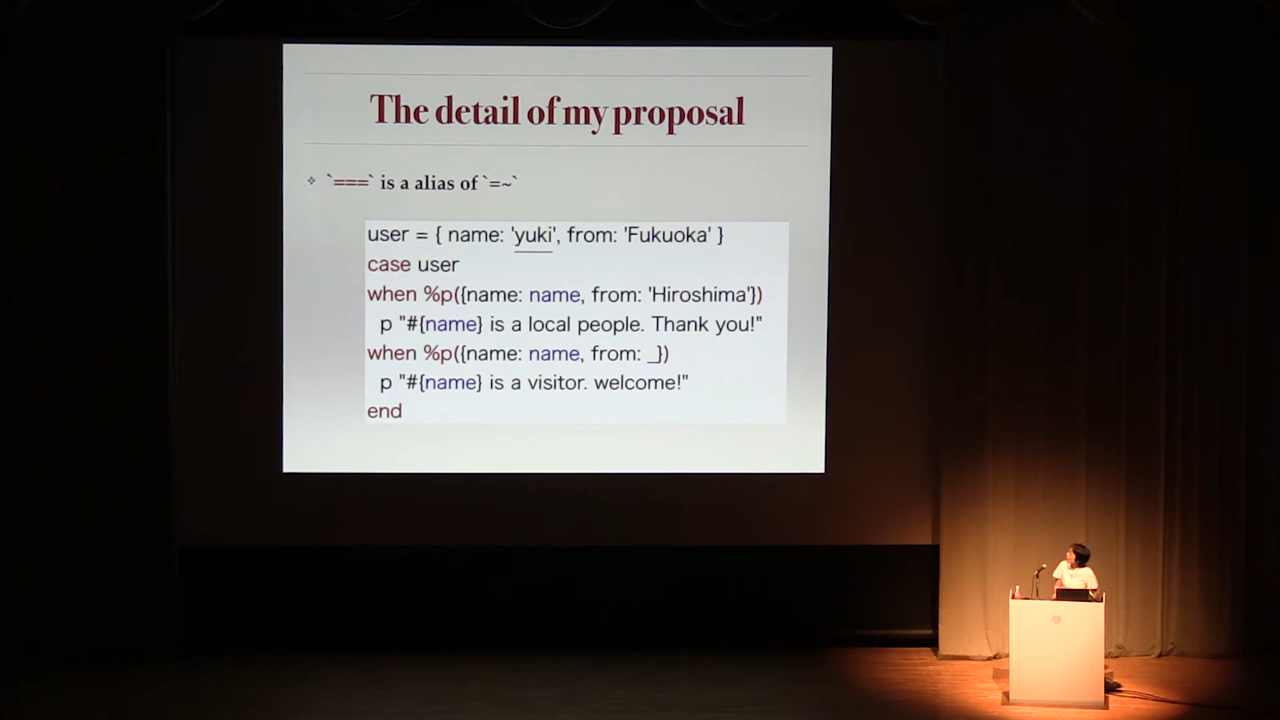 The detail of my proposal
`===` is a alias of `=~`
user = { name: 'yuki', from: 'Fukuoka' }
case user
when %p({name: name, from: 'Hiroshima'})
p "#{name} is a local people. Thank you!"
when %p({name: name, from: _})
p "#{name} is a visitor. welcome!"
end